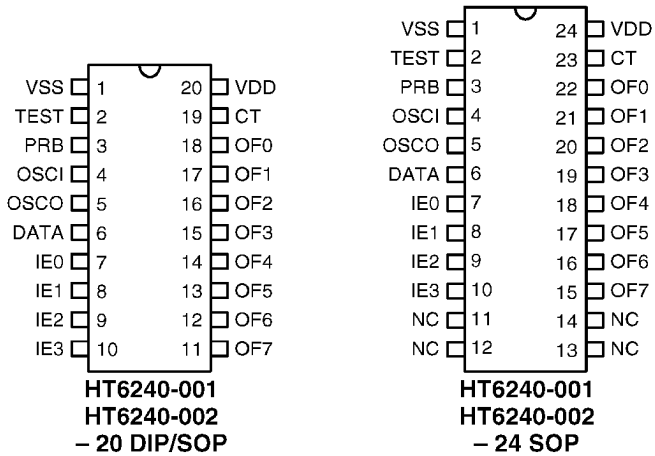 VSS 1 20 VDD
TEST 2 19 CT
PRB 3 18 OF0
OSCI 4 17 OF1
OSCO 5 16 OF2
DATA 6 15 OF3
IE0 7 14 OF4
IE1 8 13 OF5
IE2 9 12 OF6
IE3 10 11 OF7
HT6240-001
HT6240-002
– 20 DIP/SOP
VSS 1 24 VDD
TEST 2 23 CT
PRB 3 22 OF0
OSCI 4 21 OF1
OSCO 5 20 OF2
DATA 6 19 OF3
IE0 7 18 OF4
IE1 8 17 OF5
IE2 9 16 OF6
IE3 10 15 OF7
NC 11 14 NC
NC 12 13 NC
HT6240-001
HT6240-002
– 24 SOP